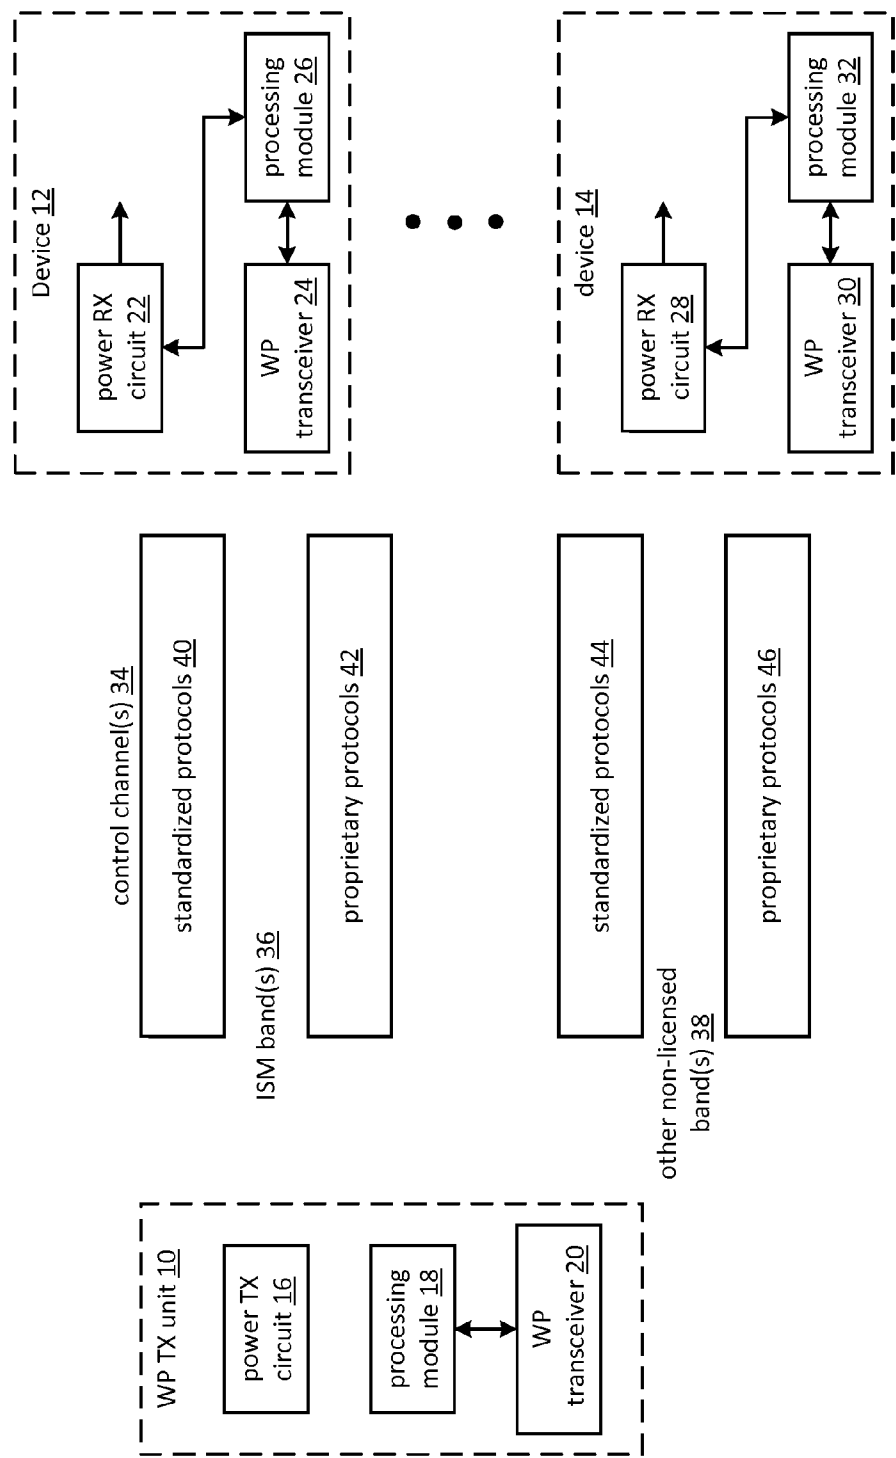 WP TX unit 10
power TX
circuit 16
processing
module 18
WP
transceiver 20
control channel(s) 34
standardized protocols 40
ISM band(s) 36
proprietary protocols 42
standardized protocols 44
other non-licensed
band(s) 38
proprietary protocols 46
Device 12
power RX
circuit 22
processing
module 26
WP
transceiver 24
device 14
power RX
circuit 28
processing
module 32
WP
transceiver 30